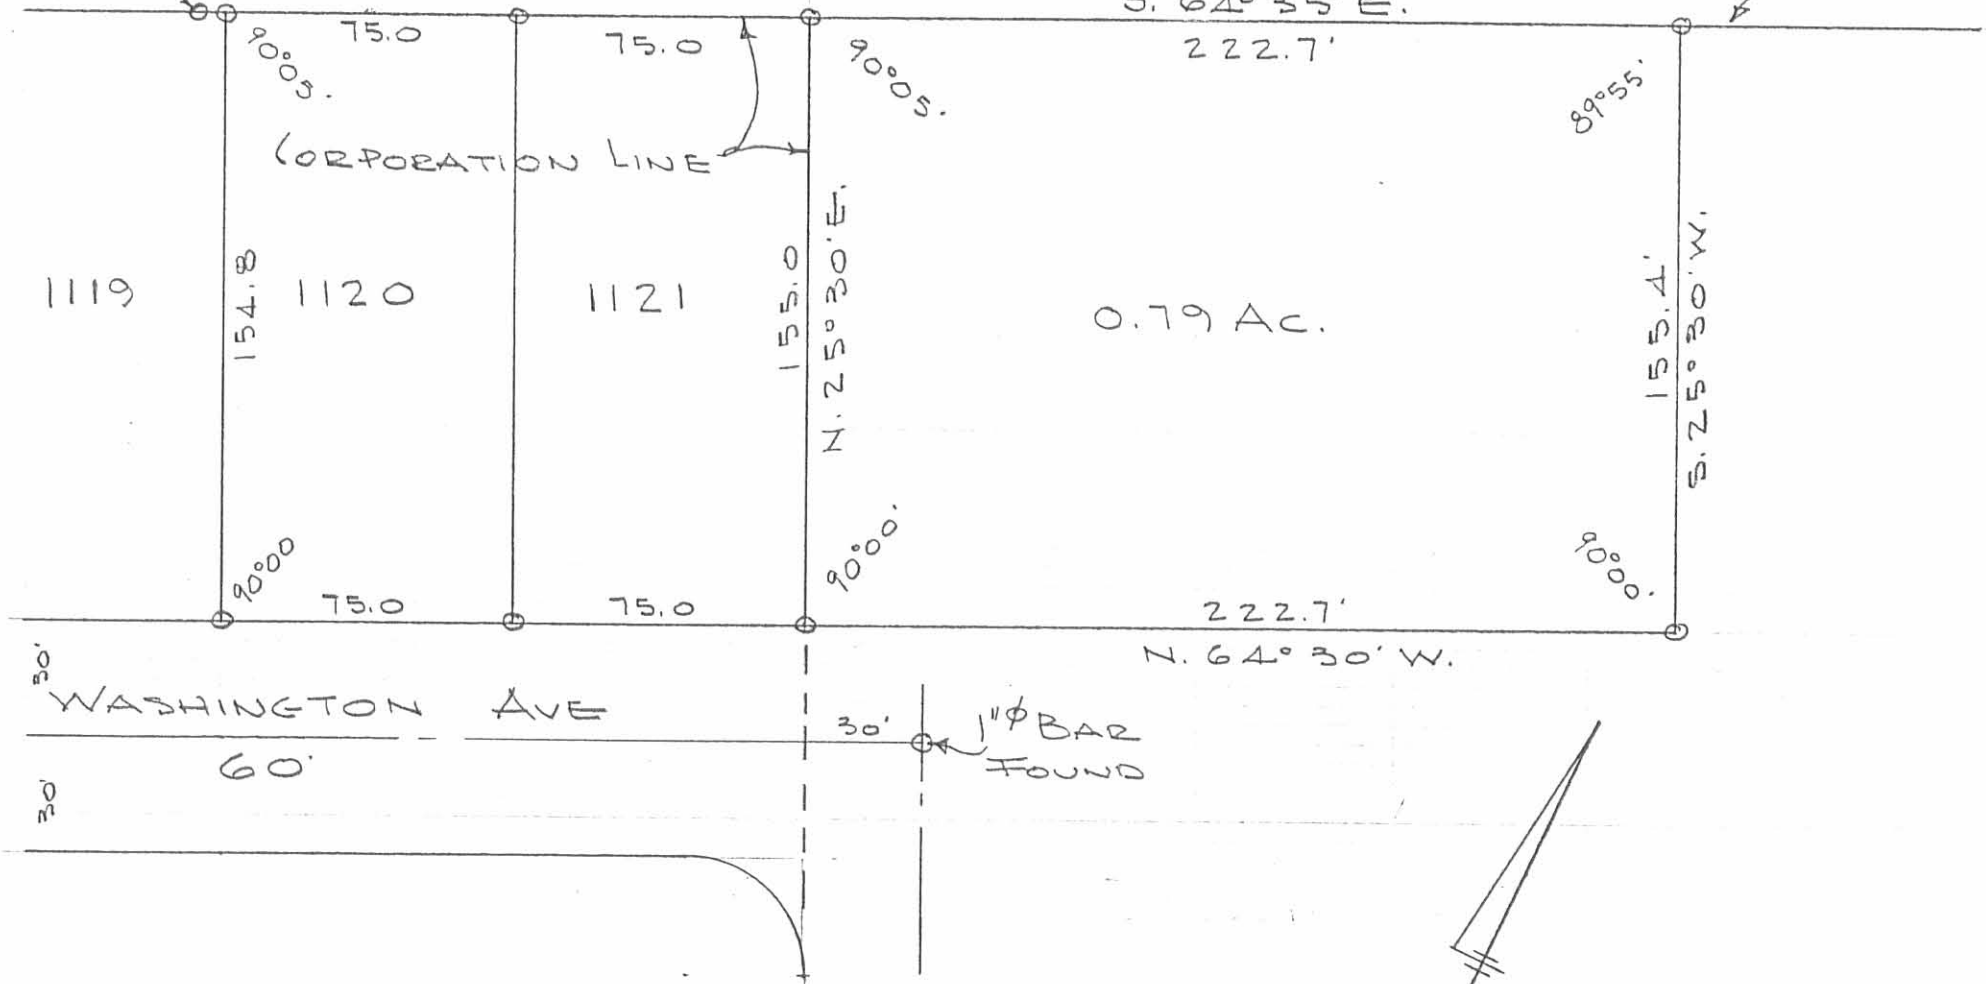 S. 64° 35' E.
75.0
75.0
222.7'
90°05.
90°05.
89°55'
CORPORATION LINE
1119
154.8
1120
1121
155.0
N. 25° 30' E.
0.79 AC.
155.4'
S. 25° 30' W.
90°00
90°00'
90°00.
75.0
75.0
222.7'
N. 64° 30' W.
30'
WASHINGTON AVE
60'
30'
30'
1"Φ BAR
FOUND